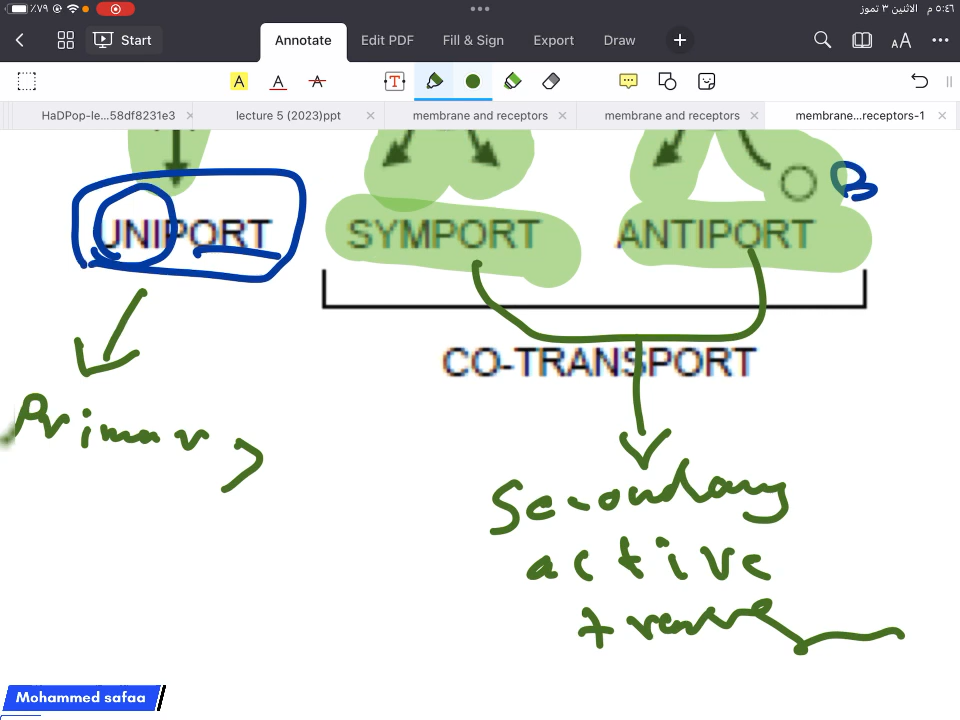 ٪٧٩
٥:٤٦ م الاثنين ٣ تموز
Start
Annotate
Edit PDF
Fill & Sign
Export
Draw
HaDPop-le...58df8231e3
lecture 5 (2023)ppt
membrane and receptors
membrane and receptors
membrane...receptors-1
B
UNIPORT SYMPORT ANTIPORT
CO-TRANSPORT
Primary
Secondary
active
Mohammed safaa